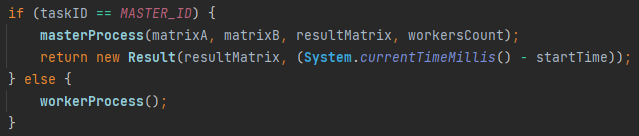 if (taskID == MASTER_ID) {
    masterProcess(matrixA, matrixB, resultMatrix, workersCount);
    return new Result(resultMatrix, (System.currentTimeMillis() - startTime));
} else {
    workerProcess();
}